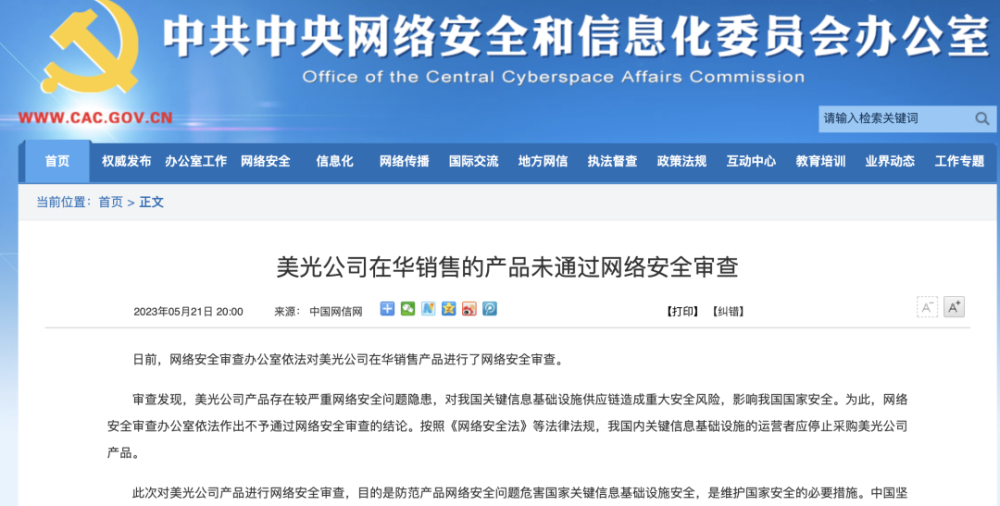 中共中央网络安全和信息化委员会办公室
Office of the Central Cyberspace Affairs Commission
WWW.CAC.GOV.CN
请输入检索关键词
首页 权威发布 办公室工作 网络安全 信息化 网络传播 国际交流 地方网信 执法督查 政策法规 互动中心 教育培训 业界动态 工作专题
当前位置：首页 > 正文
美光公司在华销售的产品未通过网络安全审查
2023年05月21日 20:00 来源： 中国网信网 【打印】 【纠错】 A- A+
日前，网络安全审查办公室依法对美光公司在华销售产品进行了网络安全审查。
审查发现，美光公司产品存在较严重网络安全问题隐患，对我国关键信息基础设施供应链造成重大安全风险，影响我国国家安全。为此，网络
安全审查办公室依法作出不予通过网络安全审查的结论。按照《网络安全法》等法律法规，我国内关键信息基础设施的运营者应停止采购美光公司
产品。
此次对美光公司产品进行网络安全审查，目的是防范产品网络安全问题危害国家关键信息基础设施安全，是维护国家安全的必要措施。中国坚